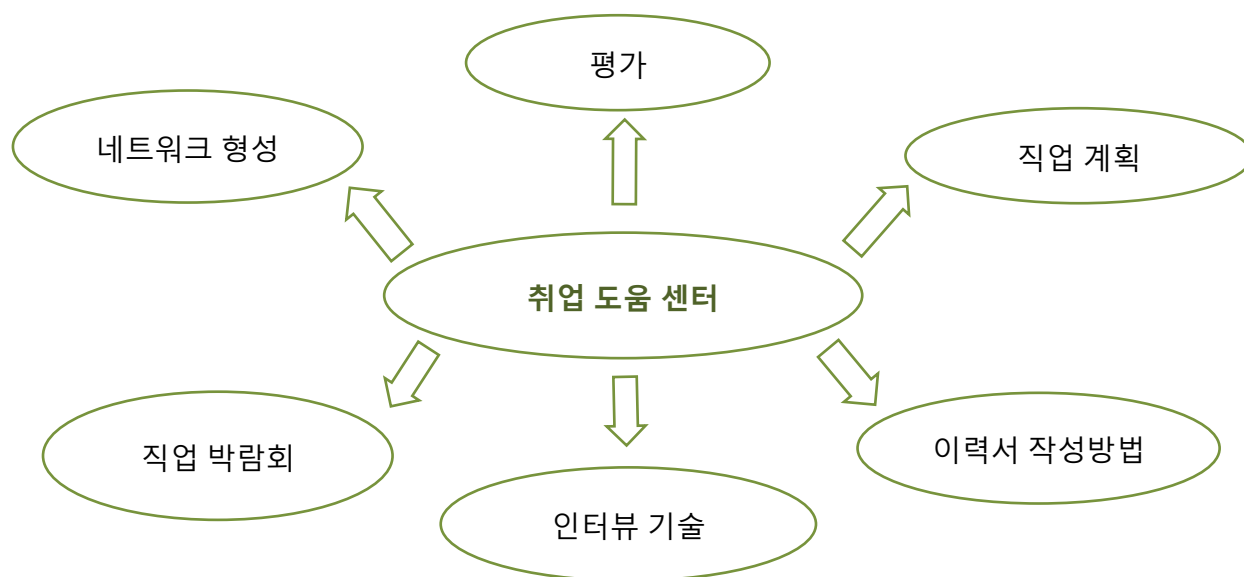 평가
네트워크 형성
직업 계획
취업 도움 센터
직업 박람회
이력서 작성방법
인터뷰 기술